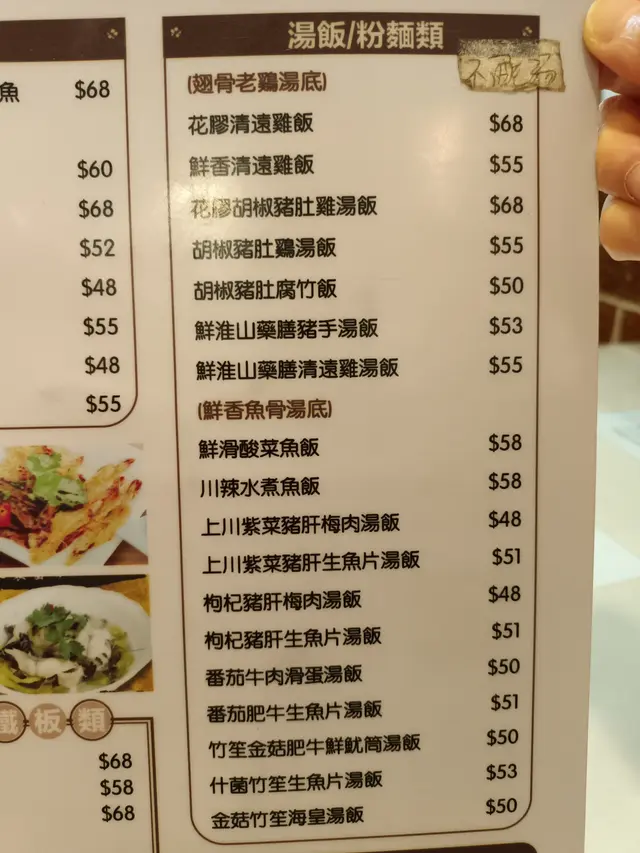 魚 $68
$60
$68
$52
$48
$55
$48
$55
鐵板類
$68
$58
$68
湯飯/粉麵類
(翅骨老鷄湯底)
花膠清遠雞飯 $68
鮮香清遠雞飯 $55
花膠胡椒豬肚雞湯飯 $68
胡椒豬肚鷄湯飯 $55
胡椒豬肚腐竹飯 $50
鮮淮山藥膳豬手湯飯 $53
鮮淮山藥膳清遠雞湯飯 $55
(鮮香魚骨湯底)
鮮滑酸菜魚飯 $58
川辣水煮魚飯 $58
上川紫菜豬肝梅肉湯飯 $48
上川紫菜豬肝生魚片湯飯 $51
枸杞豬肝梅肉湯飯 $48
枸杞豬肝生魚片湯飯 $51
番茄牛肉滑蛋湯飯 $50
番茄肥牛生魚片湯飯 $51
竹笙金菇肥牛鮮魷筒湯飯 $50
什菌竹笙生魚片湯飯 $53
金菇竹笙海皇湯飯 $50